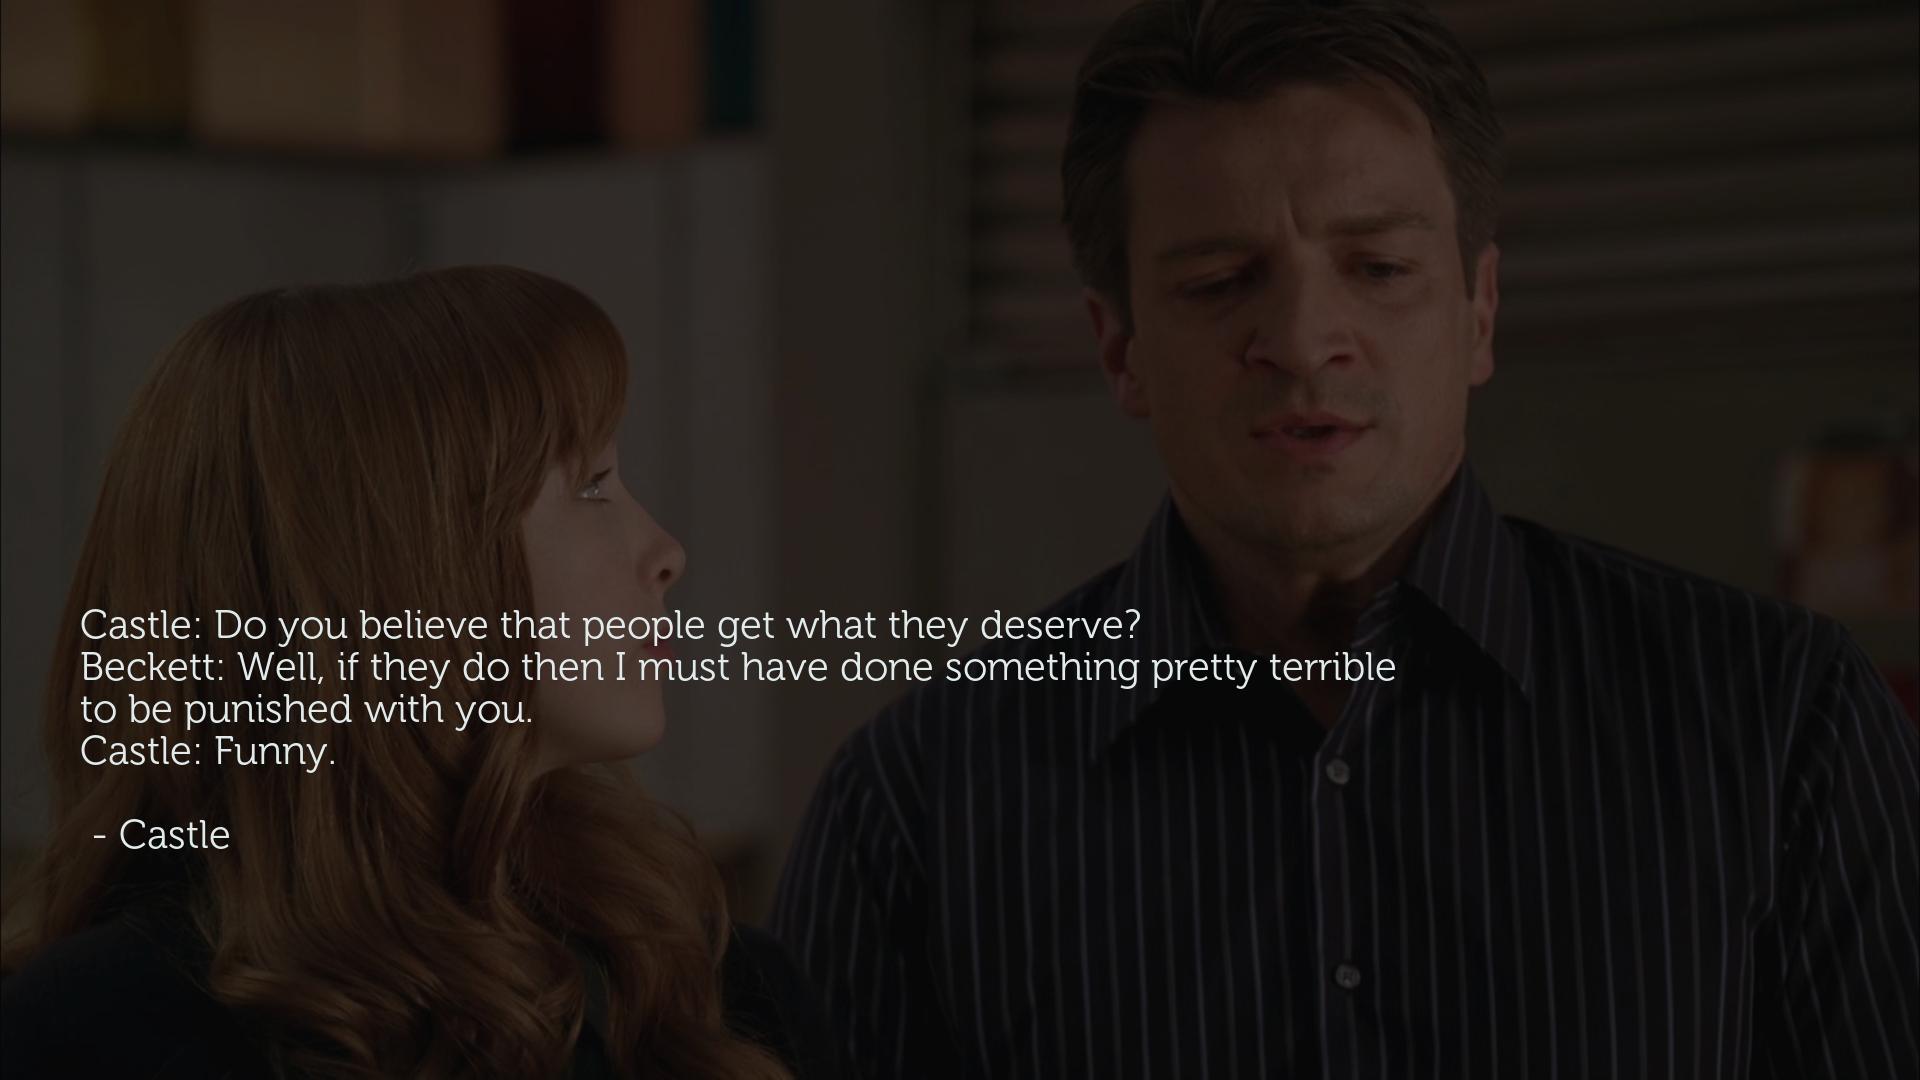 Castle: Do you believe that people get what they deserve?
Beckett: Well, if they do then I must have done something pretty terrible
to be punished with you.
Castle: Funny.
- Castle